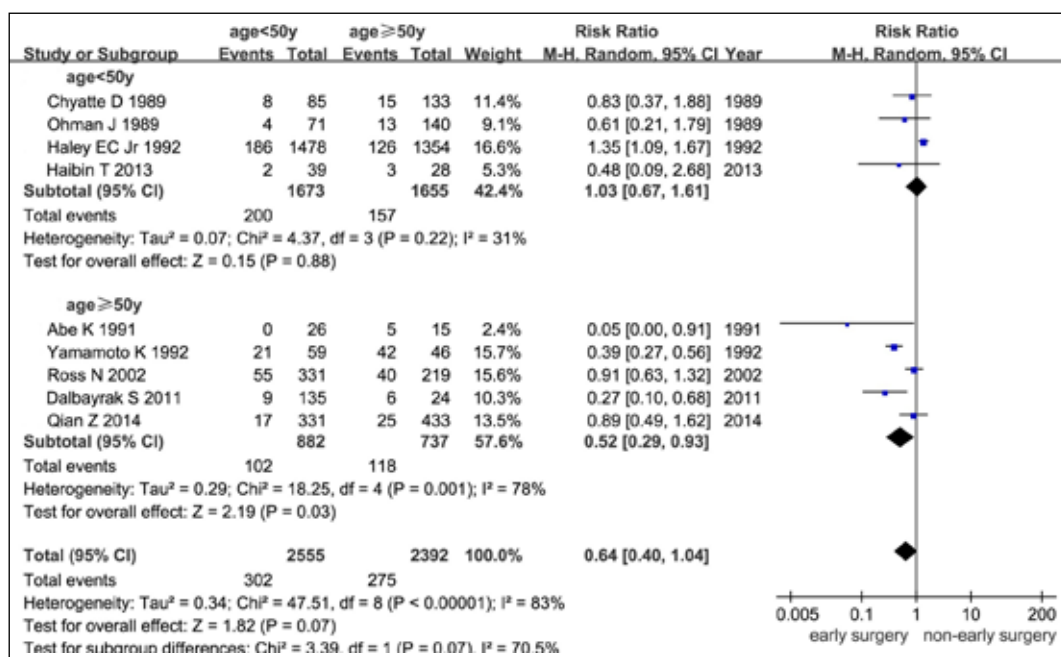 age<50y age≥50y Risk Ratio Risk Ratio
Study or Subgroup Events Total Events Total Weight M-H, Random, 95% CI Year M-H, Random, 95% CI
age<50y
Chyatte D 1989 8 85 15 133 11.4% 0.83 [0.37, 1.88] 1989
Ohman J 1989 4 71 13 140 9.1% 0.61 [0.21, 1.79] 1989
Haley EC Jr 1992 186 1478 126 1354 16.6% 1.35 [1.09, 1.67] 1992
Haibin T 2013 2 39 3 28 5.3% 0.48 [0.09, 2.68] 2013
Subtotal (95% CI) 1673 1655 42.4% 1.03 [0.67, 1.61]
Total events 200 157
Heterogeneity: Tau² = 0.07; Chi² = 4.37, df = 3 (P = 0.22); I² = 31%
Test for overall effect: Z = 0.15 (P = 0.88)
age≥50y
Abe K 1991 0 26 5 15 2.4% 0.05 [0.00, 0.91] 1991
Yamamoto K 1992 21 59 42 46 15.7% 0.39 [0.27, 0.56] 1992
Ross N 2002 55 331 40 219 15.6% 0.91 [0.63, 1.32] 2002
Dalbayrak S 2011 9 135 6 24 10.3% 0.27 [0.10, 0.68] 2011
Qian Z 2014 17 331 25 433 13.5% 0.89 [0.49, 1.62] 2014
Subtotal (95% CI) 882 737 57.6% 0.52 [0.29, 0.93]
Total events 102 118
Heterogeneity: Tau² = 0.29; Chi² = 18.25, df = 4 (P = 0.001); I² = 78%
Test for overall effect: Z = 2.19 (P = 0.03)
Total (95% CI) 2555 2392 100.0% 0.64 [0.40, 1.04]
Total events 302 275
Heterogeneity: Tau² = 0.34; Chi² = 47.51, df = 8 (P < 0.00001); I² = 83%
Test for overall effect: Z = 1.82 (P = 0.07)
Test for subgroup differences: Chi² = 3.39, df = 1 (P = 0.07), I² = 70.5%
0.005 0.1 1 10 200
early surgery non-early surgery